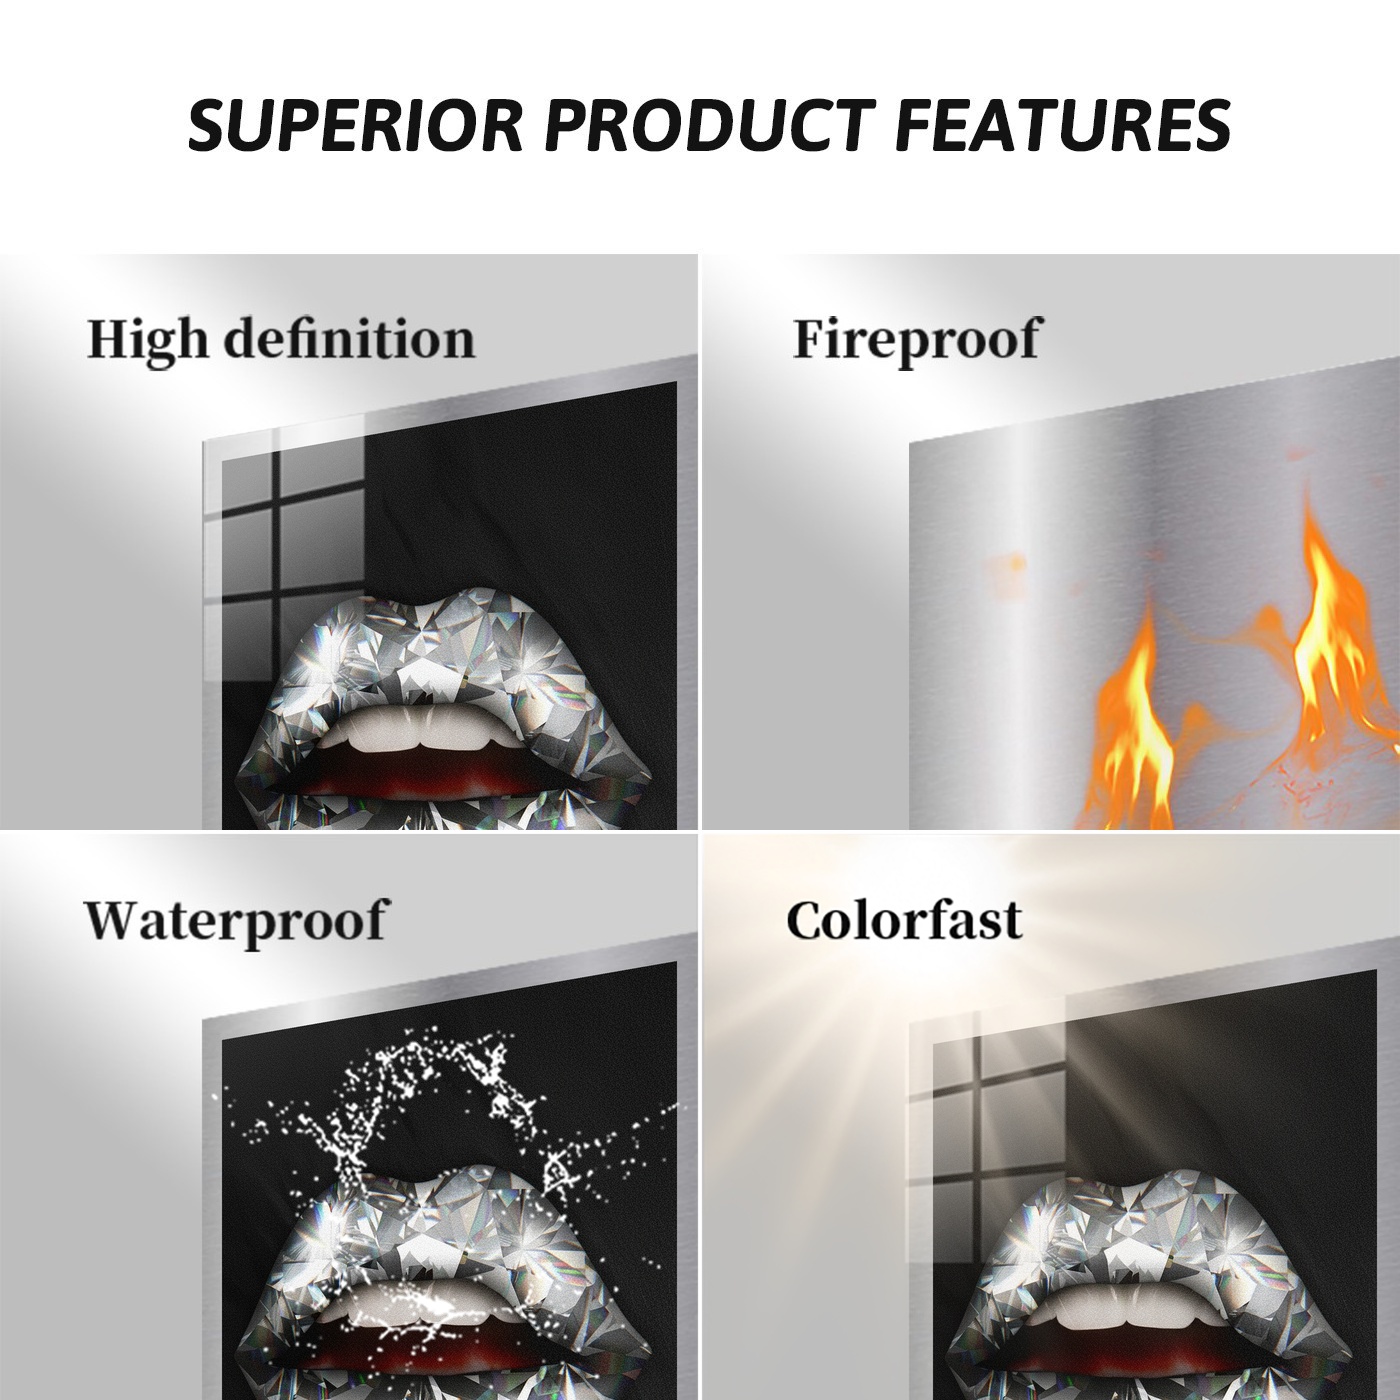 SUPERIOR PRODUCT FEATURES
High definition
Fireproof
Waterproof
Colorfast